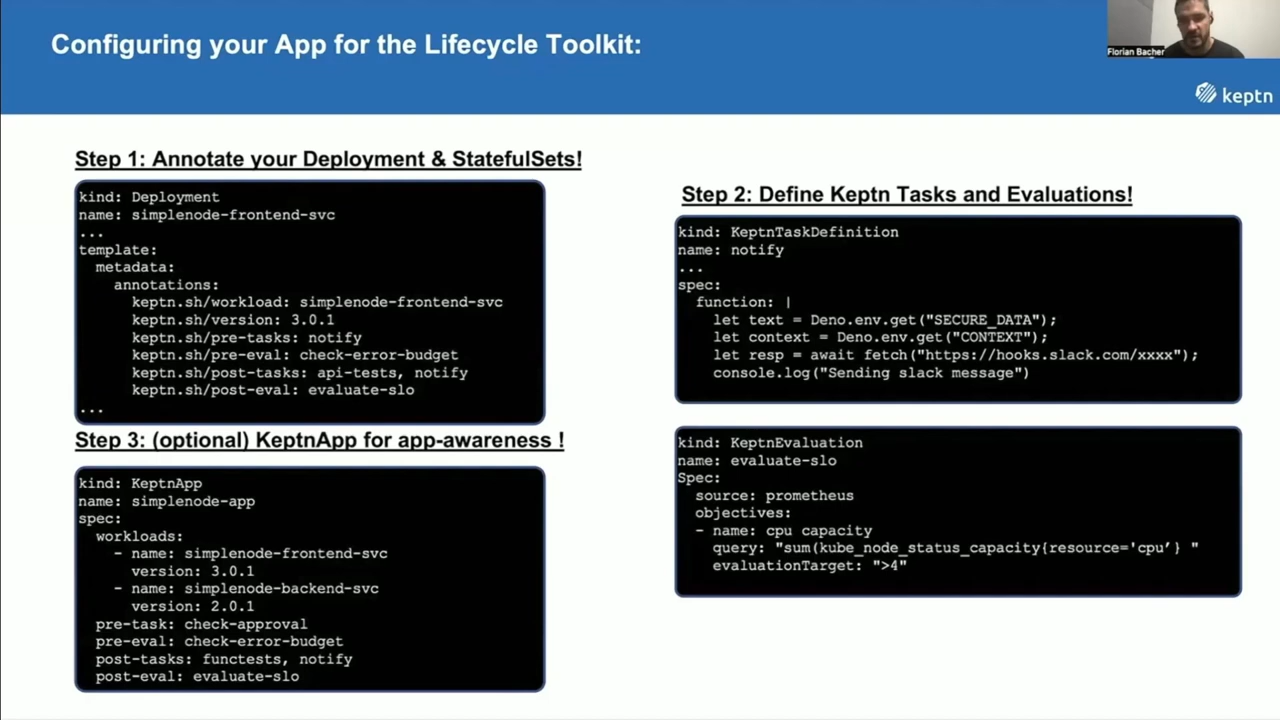 Configuring your App for the Lifecycle Toolkit:
Florian Bacher
keptn
Step 1: Annotate your Deployment & StatefulSets!
kind: Deployment
name: simplenode-frontend-svc
...
template:
  metadata:
    annotations:
      keptn.sh/workload: simplenode-frontend-svc
      keptn.sh/version: 3.0.1
      keptn.sh/pre-tasks: notify
      keptn.sh/pre-eval: check-error-budget
      keptn.sh/post-tasks: api-tests, notify
      keptn.sh/post-eval: evaluate-slo
...
Step 2: Define Keptn Tasks and Evaluations!
kind: KeptnTaskDefinition
name: notify
...
spec:
  function: |
    let text = Deno.env.get("SECURE_DATA");
    let context = Deno.env.get("CONTEXT");
    let resp = await fetch("https://hooks.slack.com/xxxx");
    console.log("Sending slack message")
kind: KeptnEvaluation
name: evaluate-slo
Spec:
  source: prometheus
  objectives:
  - name: cpu capacity
    query: "sum(kube_node_status_capacity{resource='cpu’} "
    evaluationTarget: ">4"
Step 3: (optional) KeptnApp for app-awareness !
kind: KeptnApp
name: simplenode-app
spec:
  workloads:
    - name: simplenode-frontend-svc
      version: 3.0.1
    - name: simplenode-backend-svc
      version: 2.0.1
  pre-task: check-approval
  pre-eval: check-error-budget
  post-tasks: functests, notify
  post-eval: evaluate-slo